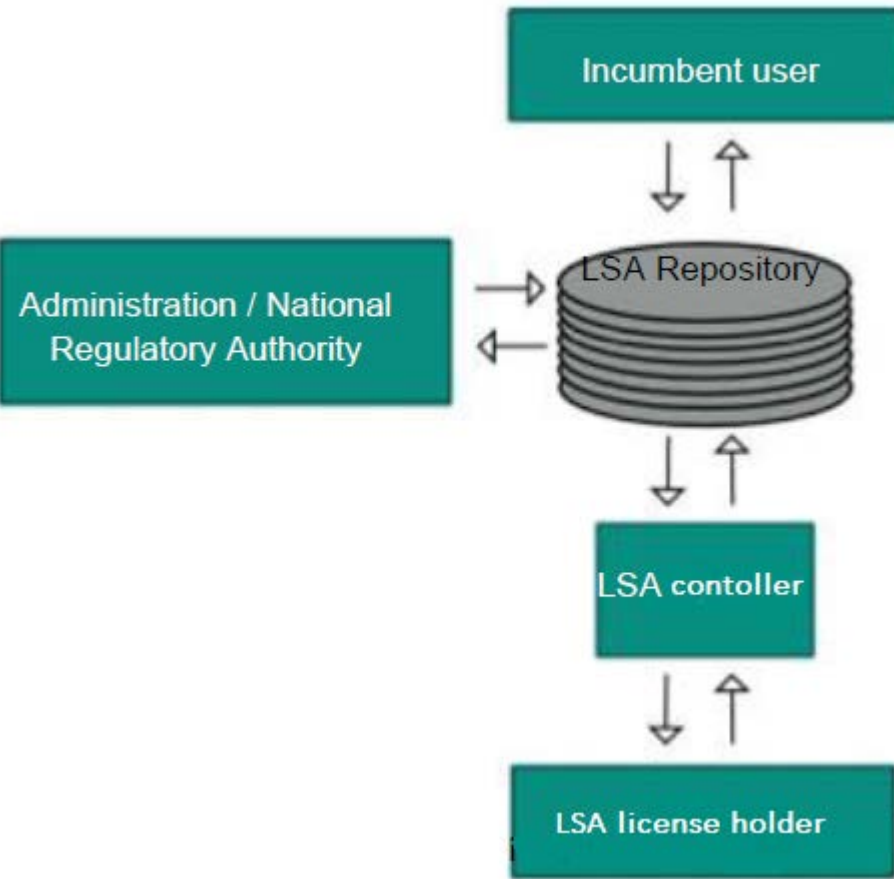 Incumbent user
LSA Repository
Administration / National
Regulatory Authority
LSA contoller
LSA license holder
i